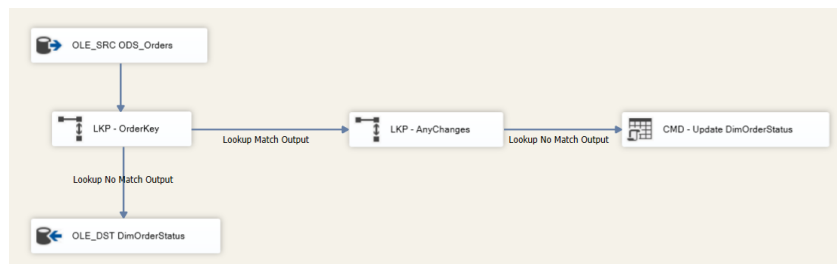 OLE_SRC ODS_Orders
LKP - OrderKey
Lookup Match Output
LKP - AnyChanges
Lookup No Match Output
CMD - Update DimOrderStatus
Lookup No Match Output
OLE_DST DimOrderStatus